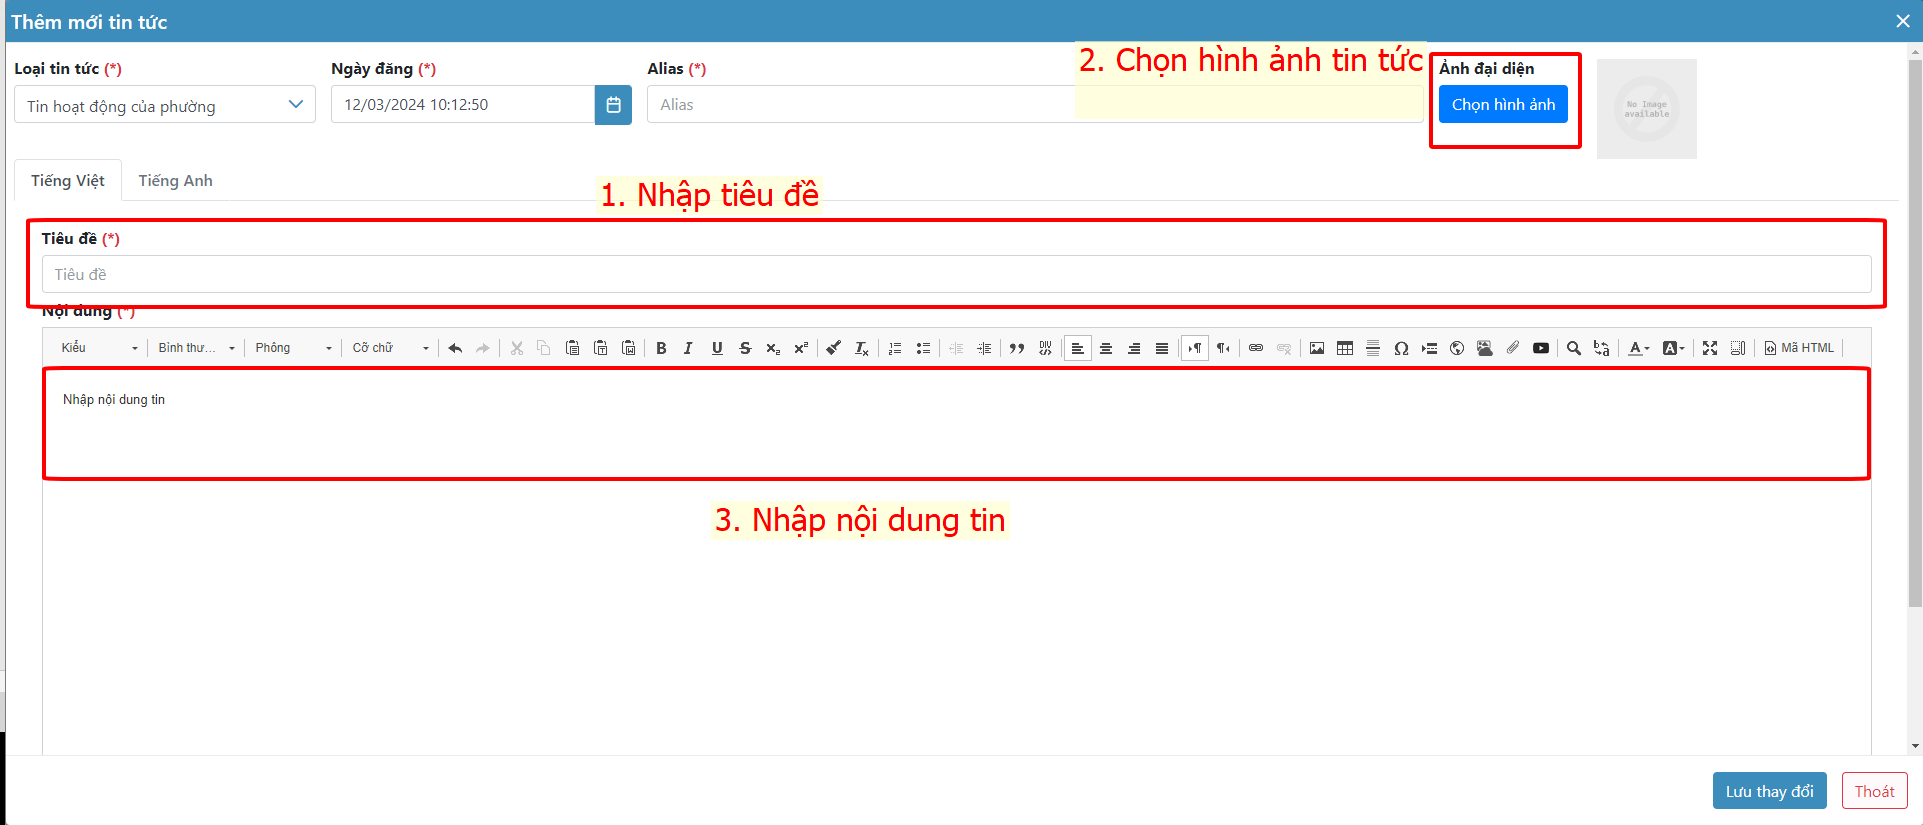 Thêm mới tin tức
2. Chọn hình ảnh tin tức
Loại tin tức (*)
Ngày đăng (*)
Alias (*)
Ảnh đại diện
Tin hoạt động của phường
12/03/2024 10:12:50
Alias
Chọn hình ảnh
No Image
available
Tiếng Việt
Tiếng Anh
1. Nhập tiêu đề
Tiêu đề (*)
Tiêu đề
Nội dung (*)
Kiểu
Bình thư...
Phông
Cỡ chữ
Mã HTML
Nhập nội dung tin
3. Nhập nội dung tin
Lưu thay đổi
Thoát